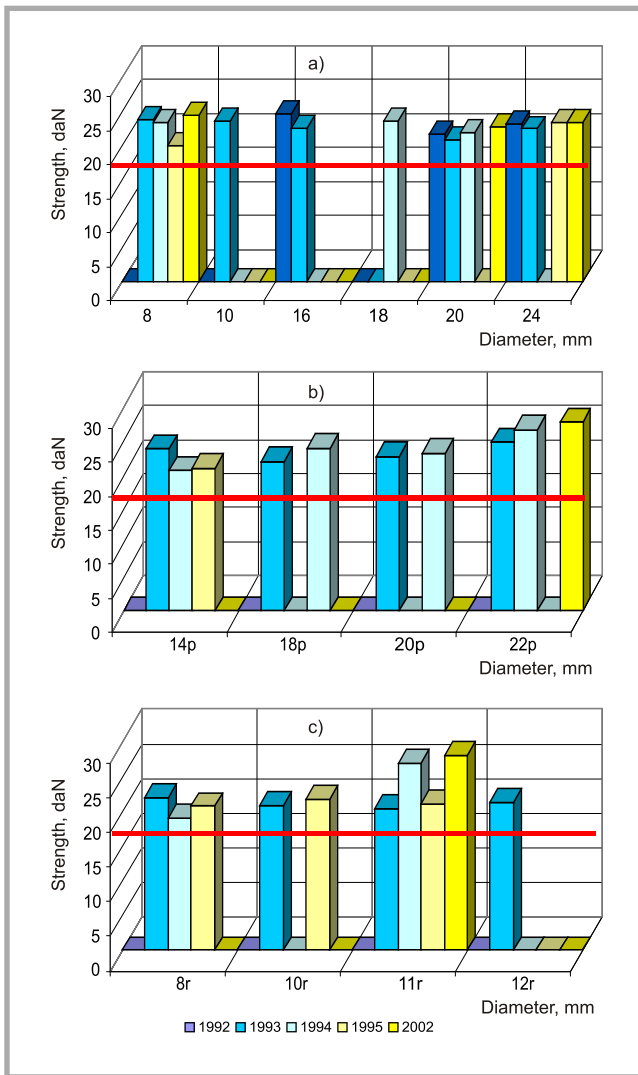 a)
Strength, daN
30
25
20
15
10
5
0
8 10 16 18 20 24
Diameter, mm
b)
Strength, daN
30
25
20
15
10
5
0
14p 18p 20p 22p
Diameter, mm
c)
Strength, daN
30
25
20
15
10
5
0
8r 10r 11r 12r
Diameter, mm
1992 1993 1994 1995 2002